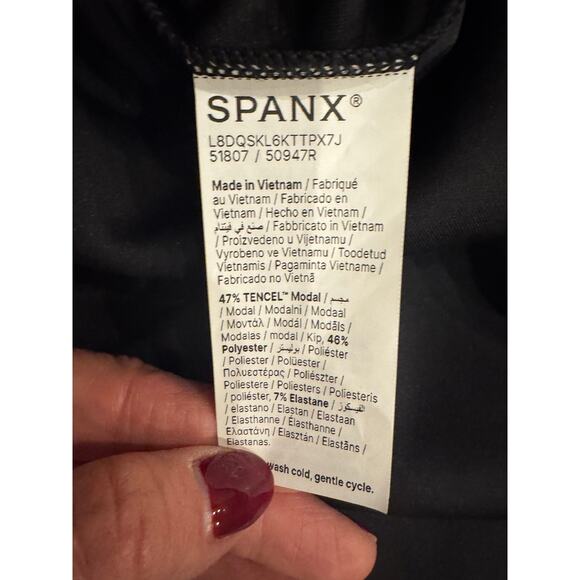 SPANX®
L8DQSKL6KTTPX7J
51807 / 50947R
Made in Vietnam / Fabriqué
au Vietnam / Fabricado en
Vietnam / Hecho en Vietnam /
صنع في فيتنام / Fabbricato in Vietnam
/ Proizvedeno u Vijetnamu /
Vyrobeno ve Vietnamu / Toodetud
Vietnamis / Pagaminta Vietname /
Fabricado no Vietnã
47% TENCEL™ Modal /
/ Modal / Modalni / Modaal
/ Μοντάλ / Modál / Modāls /
Modalas / modal / Kip, 46%
Polyester / بوليستر / Poliéster
/ Poliester / Polüester /
Πολυεστέρας / Poliészter /
Poliestere / Poliesters / Poliesteris
/ poliéster, 7% Elastane /
/ elastano / Elastan / Elastaan
/ Elasthanne / Élasthanne /
Ελαστάνη / Elasztán / Elastāns /
Elastanas.
wash cold, gentle cycle.